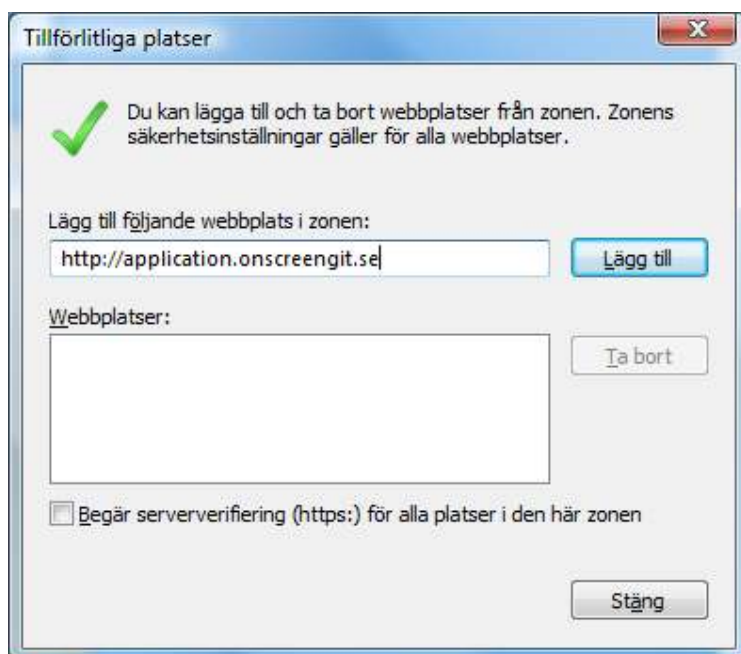 Tillförlitliga platser
Du kan lägga till och ta bort webbplatser från zonen. Zonens
säkerhetsinställningar gäller för alla webbplatser.
Lägg till följande webbplats i zonen:
http://application.onscreengit.se
Lägg till
Webbplatser:
Ta bort
Begär serververifiering (https:) för alla platser i den här zonen
Stäng